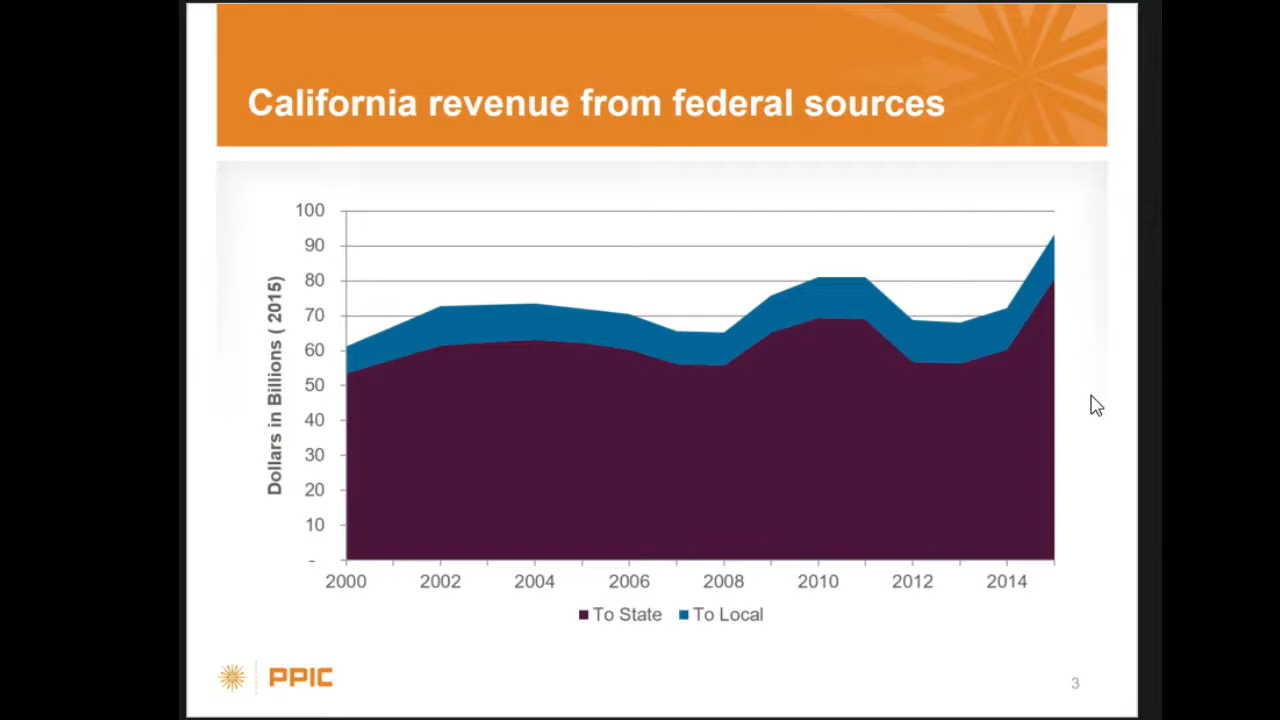 California revenue from federal sources
Dollars in Billions ( 2015)
100
90
80
70
60
50
40
30
20
10
-
2000 2002 2004 2006 2008 2010 2012 2014
To State To Local
PPIC
3